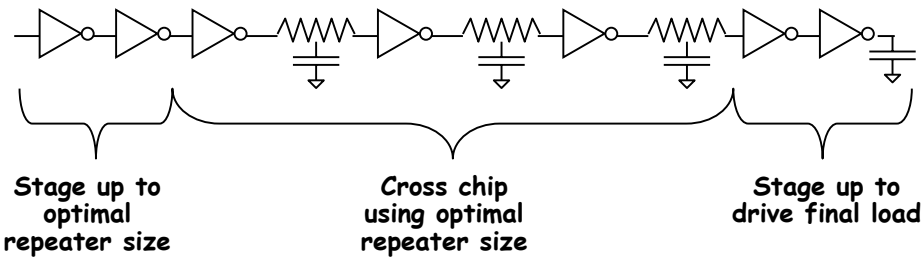 Stage up to
optimal
repeater size
Cross chip
using optimal
repeater size
Stage up to
drive final load